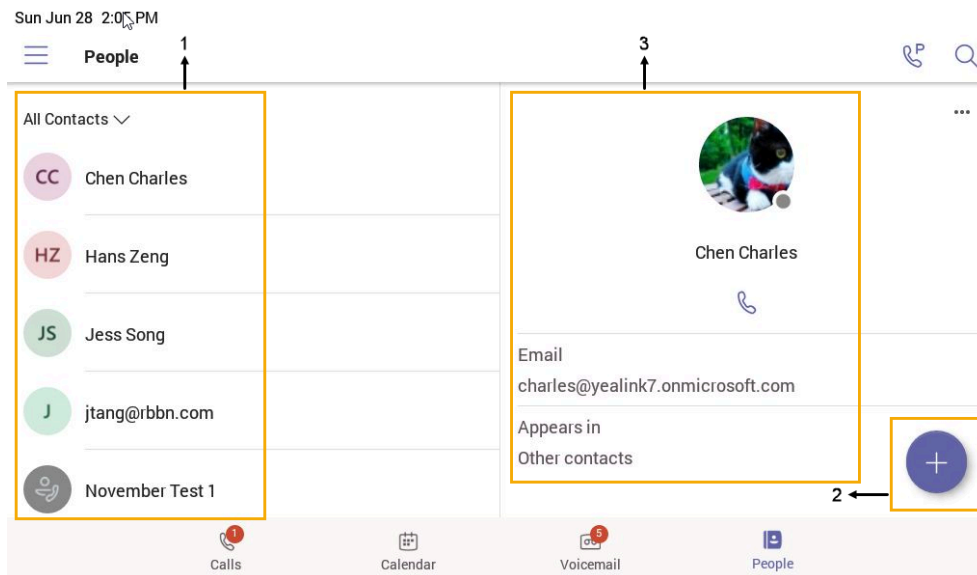 Sun Jun 28 PM
1
3
People
P
All Contacts
CC
Chen Charles
HZ
Hans Zeng
JS
Jess Song
J
jtang@rbbn.com
November Test 1
Chen Charles
Email
charles@yealink7.onmicrosoft.com
Appears in
Other contacts
2
1
5
Calls
Calendar
Voicemail
People